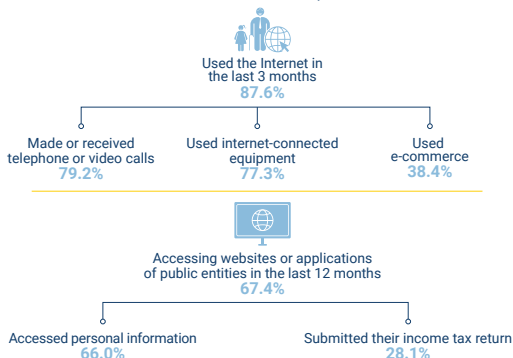 Used the Internet in
the last 3 months
87.6%
Made or received
telephone or video calls
79.2%
Used internet-connected
equipment
77.3%
Used
e-commerce
38.4%
Accessing websites or applications
of public entities in the last 12 months
67.4%
Accessed personal information
66.0%
Submitted their income tax return
28.1%